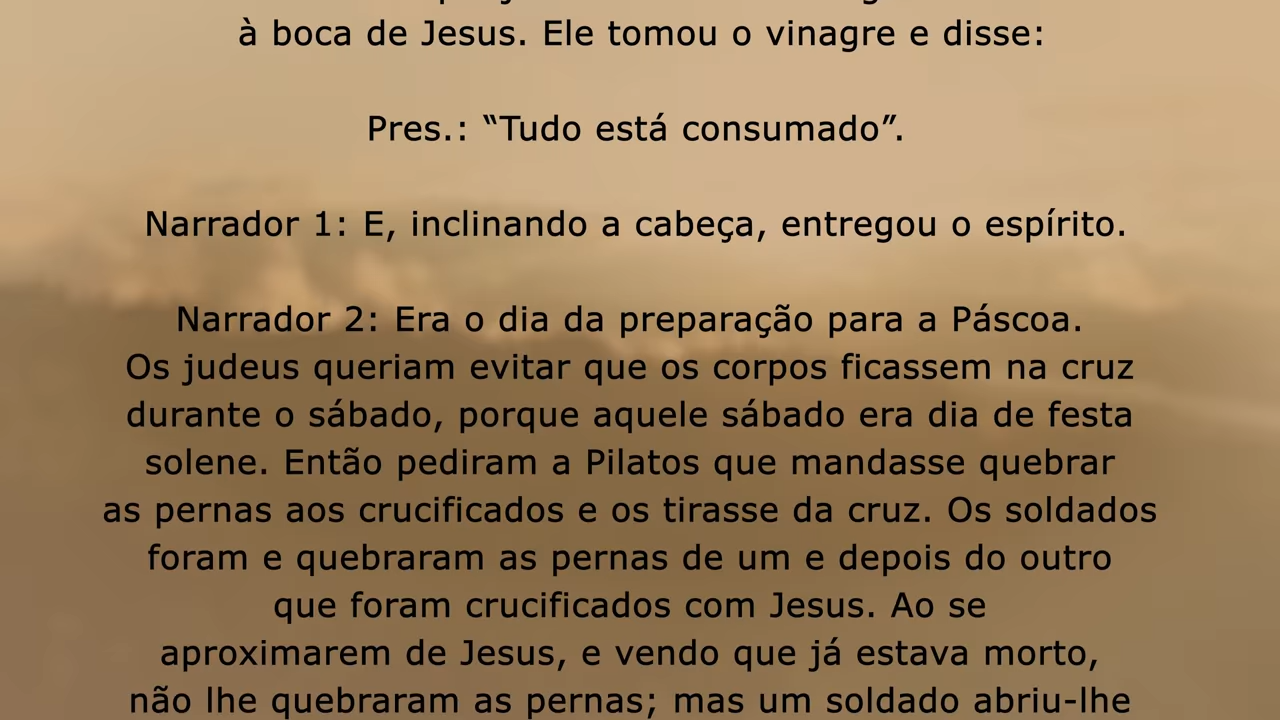 à boca de Jesus. Ele tomou o vinagre e disse:
Pres.: “Tudo está consumado”.
Narrador 1: E, inclinando a cabeça, entregou o espírito.
Narrador 2: Era o dia da preparação para a Páscoa.
Os judeus queriam evitar que os corpos ficassem na cruz
durante o sábado, porque aquele sábado era dia de festa
solene. Então pediram a Pilatos que mandasse quebrar
as pernas aos crucificados e os tirasse da cruz. Os soldados
foram e quebraram as pernas de um e depois do outro
que foram crucificados com Jesus. Ao se
aproximarem de Jesus, e vendo que já estava morto,
não lhe quebraram as pernas; mas um soldado abriu-lhe